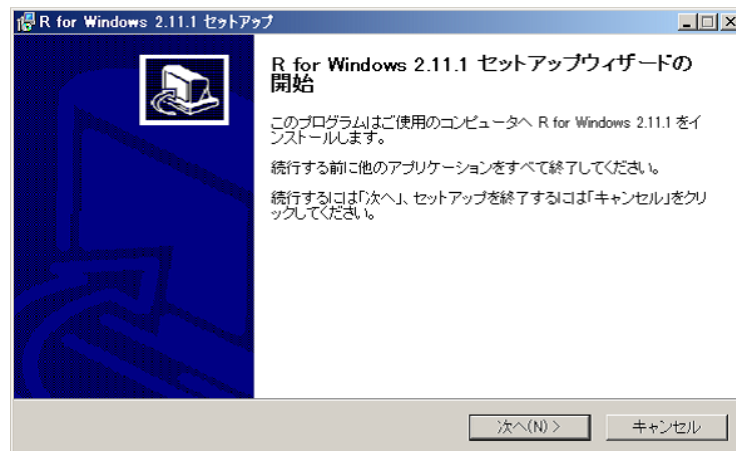 R for Windows 2.11.1 セットアップ
R for Windows 2.11.1 セットアップウィザードの
開始
このプログラムはご使用のコンピュータへ R for Windows 2.11.1 をイ
ンストールします。
続行する前に他のアプリケーションをすべて終了してください。
続行するには「次へ」、セットアップを終了するには「キャンセル」をクリ
ックしてください。
次へ(N) >
キャンセル